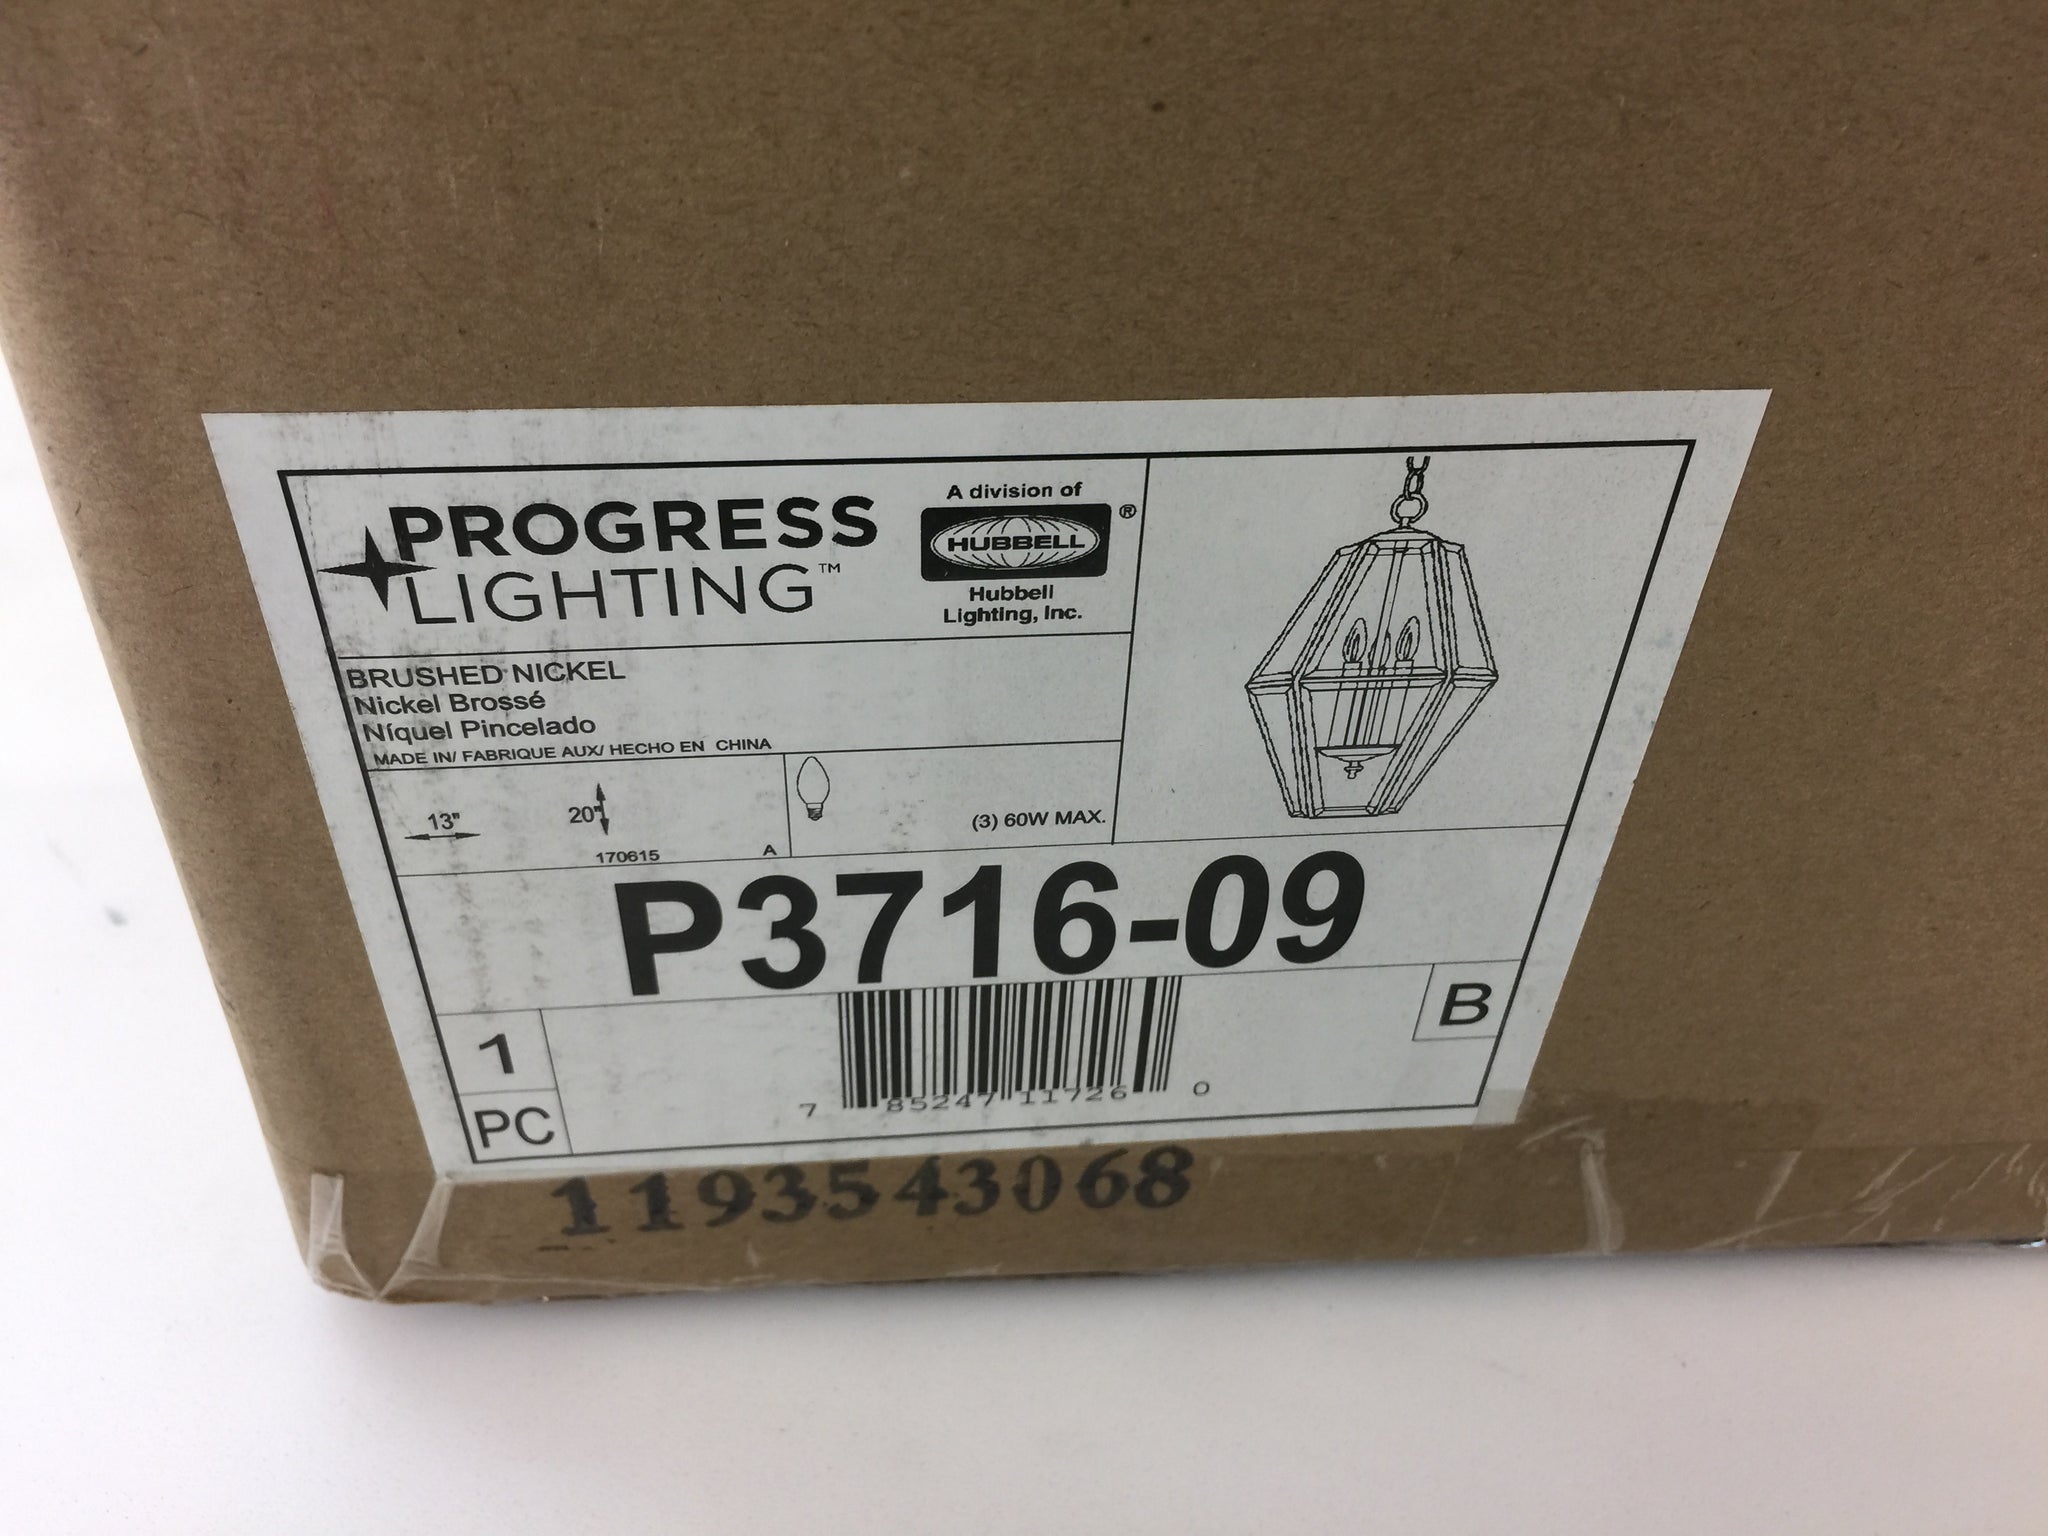 PROGRESS
LIGHTING™
A division of
HUBBELL®
Hubbell
Lighting, Inc.
BRUSHED NICKEL
Nickel Brossé
Níquel Pincelado
MADE IN/ FABRIQUE AUX/ HECHO EN CHINA
13"
20"
170615
A
(3) 60W MAX.
P3716-09
1
PC
B
7 85247 11726 0
1193543068